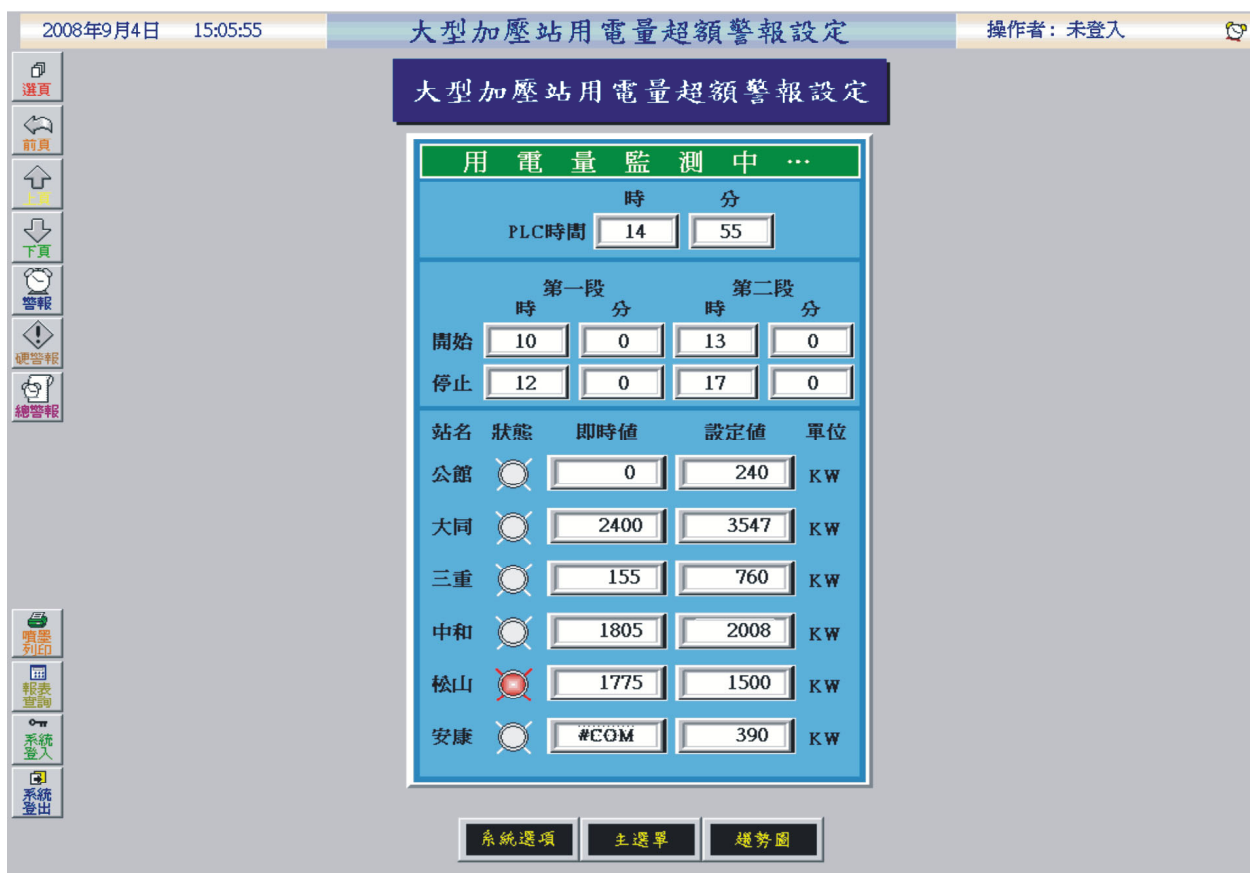 2008年9月4日 15:05:55 大型加壓站用電量超額警報設定 操作者：未登入
選頁
前頁
上頁
下頁
警報
硬警報
總警報
噴墨
列印
報表
查詢
系統
登入
系統
登出
大型加壓站用電量超額警報設定
用電量監測中…
時 分
PLC時間 14 55
第一段 第二段
時 分 時 分
開始 10 0 13 0
停止 12 0 17 0
站名 狀態 即時值 設定值 單位
公館 0 240 KW
大同 2400 3547 KW
三重 155 760 KW
中和 1805 2008 KW
松山 1775 1500 KW
安康 #COM 390 KW
系統選項 主選單 趨勢圖